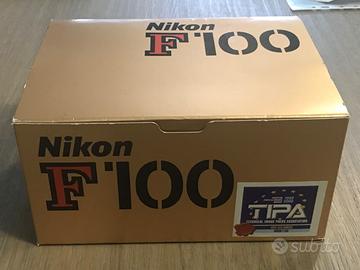 Nikon
F100
Nikon
F100
TIPA
TECHNICAL IMAGE PRESS ASSOCIATION
subito